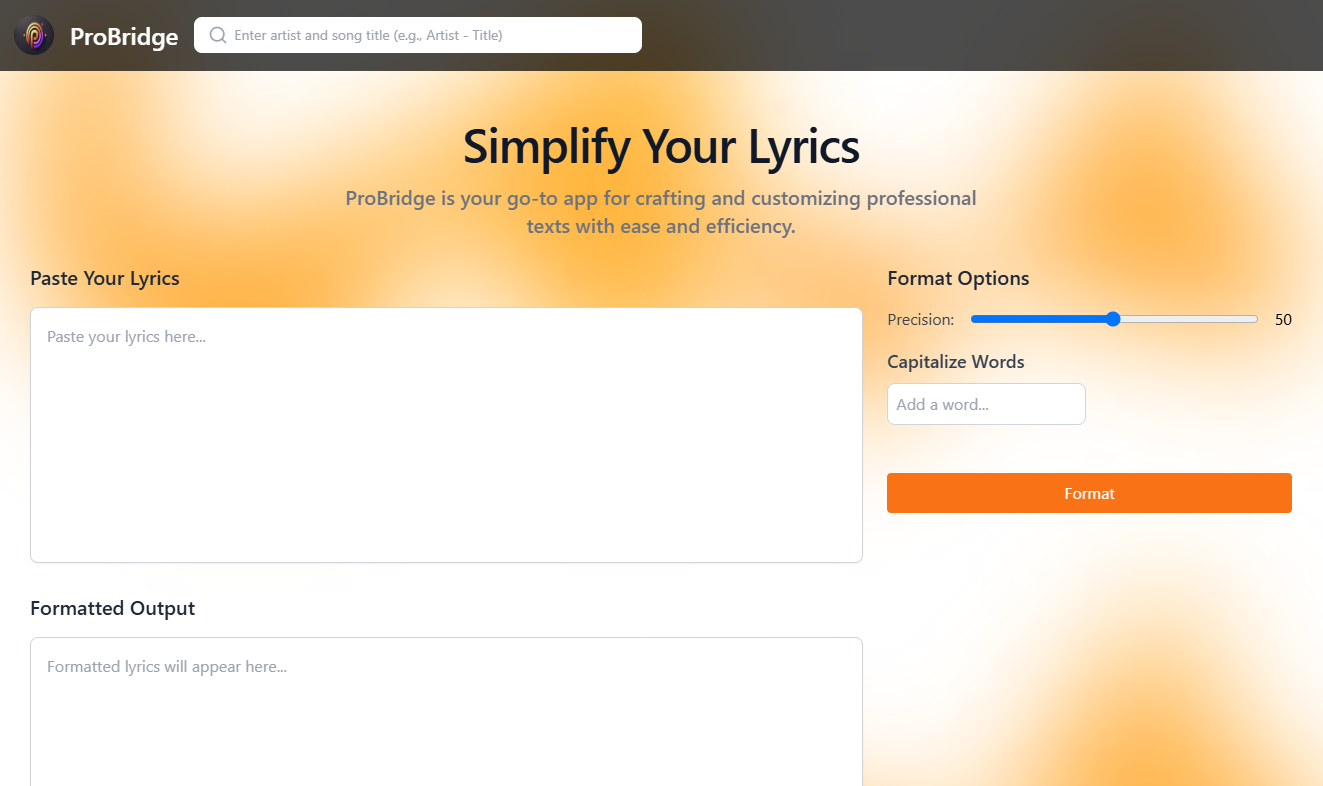 ProBridge
Enter artist and song title (e.g., Artist - Title)
Simplify Your Lyrics
ProBridge is your go-to app for crafting and customizing professional
texts with ease and efficiency.
Paste Your Lyrics
Paste your lyrics here...
Format Options
Precision:
50
Capitalize Words
Add a word...
Format
Formatted Output
Formatted lyrics will appear here...